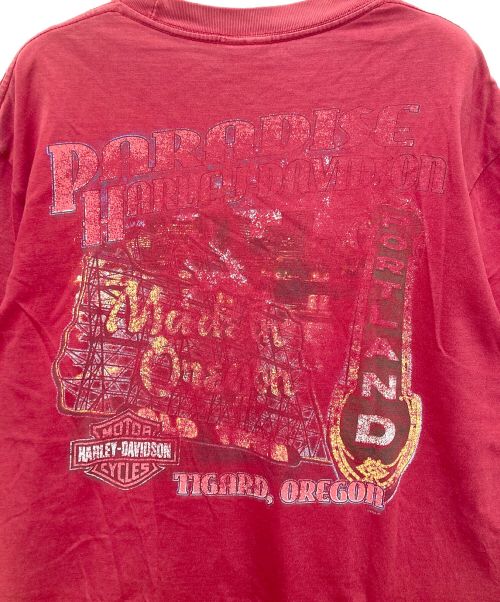 PARADISE
HARLEY-DAVIDSON
Made in
Oregon
PORTLAND
MOTOR
HARLEY-DAVIDSON
CYCLES
TIGARD, OREGON